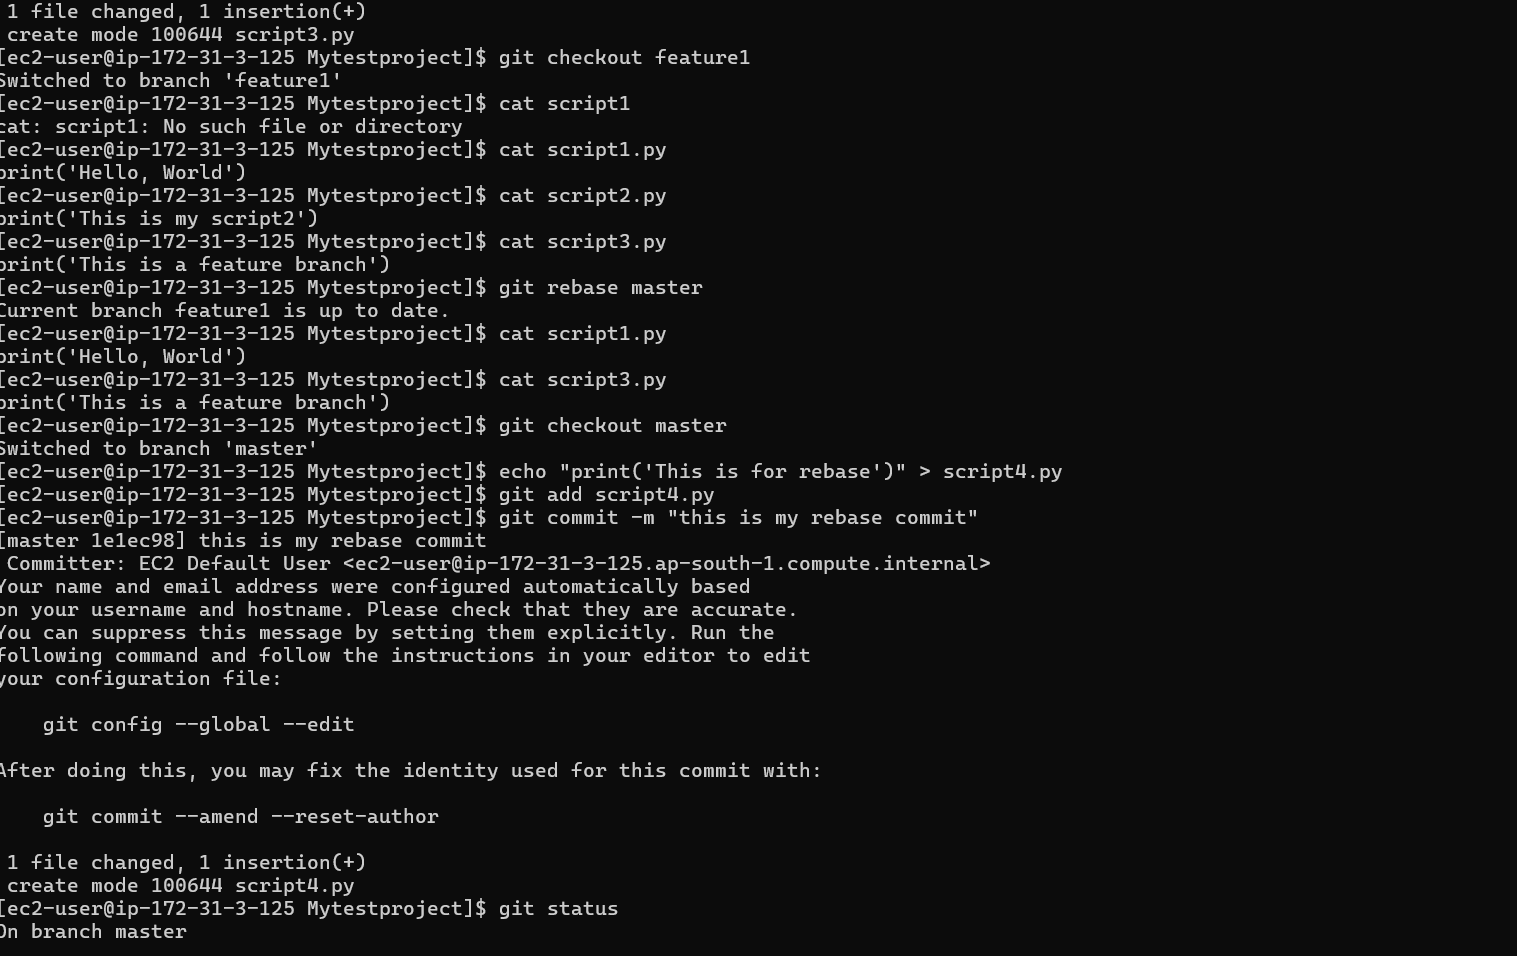 1 file changed, 1 insertion(+)
create mode 100644 script3.py
[ec2-user@ip-172-31-3-125 Mytestproject]$ git checkout feature1
Switched to branch 'feature1'
[ec2-user@ip-172-31-3-125 Mytestproject]$ cat script1
cat: script1: No such file or directory
[ec2-user@ip-172-31-3-125 Mytestproject]$ cat script1.py
print('Hello, World')
[ec2-user@ip-172-31-3-125 Mytestproject]$ cat script2.py
print('This is my script2')
[ec2-user@ip-172-31-3-125 Mytestproject]$ cat script3.py
print('This is a feature branch')
[ec2-user@ip-172-31-3-125 Mytestproject]$ git rebase master
Current branch feature1 is up to date.
[ec2-user@ip-172-31-3-125 Mytestproject]$ cat script1.py
print('Hello, World')
[ec2-user@ip-172-31-3-125 Mytestproject]$ cat script3.py
print('This is a feature branch')
[ec2-user@ip-172-31-3-125 Mytestproject]$ git checkout master
Switched to branch 'master'
[ec2-user@ip-172-31-3-125 Mytestproject]$ echo "print('This is for rebase')" > script4.py
[ec2-user@ip-172-31-3-125 Mytestproject]$ git add script4.py
[ec2-user@ip-172-31-3-125 Mytestproject]$ git commit -m "this is my rebase commit"
[master 1e1ec98] this is my rebase commit
Committer: EC2 Default User <ec2-user@ip-172-31-3-125.ap-south-1.compute.internal>
Your name and email address were configured automatically based
on your username and hostname. Please check that they are accurate.
You can suppress this message by setting them explicitly. Run the
following command and follow the instructions in your editor to edit
your configuration file:
git config --global --edit
After doing this, you may fix the identity used for this commit with:
git commit --amend --reset-author
1 file changed, 1 insertion(+)
create mode 100644 script4.py
[ec2-user@ip-172-31-3-125 Mytestproject]$ git status
On branch master